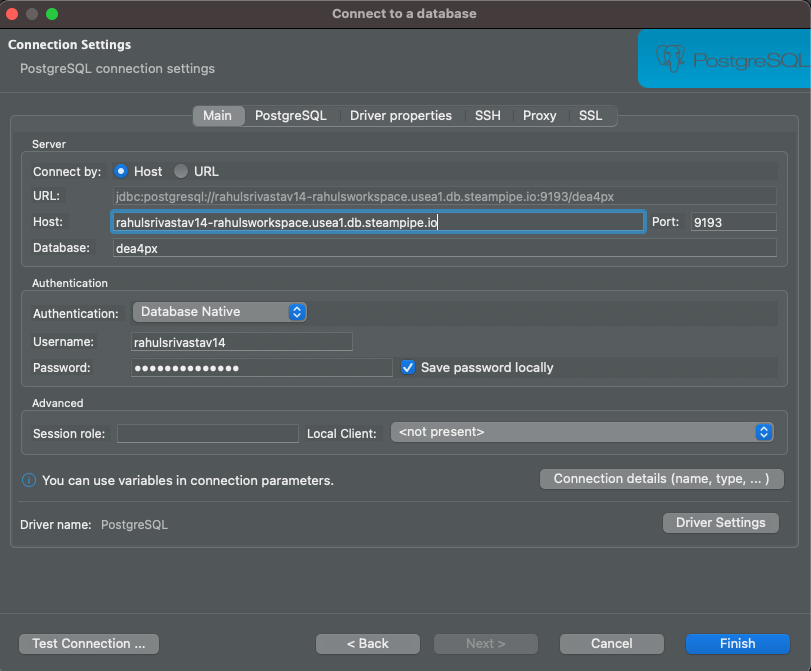 Connect to a database
Connection Settings
PostgreSQL connection settings
PostgreSQL
Main PostgreSQL Driver properties SSH Proxy SSL
Server
Connect by: Host URL
URL: jdbc:postgresql://rahulsrivastav14-rahulsworkspace.usea1.db.steampipe.io:9193/dea4px
Host: rahulsrivastav14-rahulsworkspace.usea1.db.steampipe.io Port: 9193
Database: dea4px
Authentication
Authentication: Database Native
Username: rahulsrivastav14
Password: ●●●●●●●●●●●●●● Save password locally
Advanced
Session role: Local Client: <not present>
You can use variables in connection parameters.
Connection details (name, type, ... )
Driver name: PostgreSQL
Driver Settings
Test Connection ... < Back Next > Cancel Finish